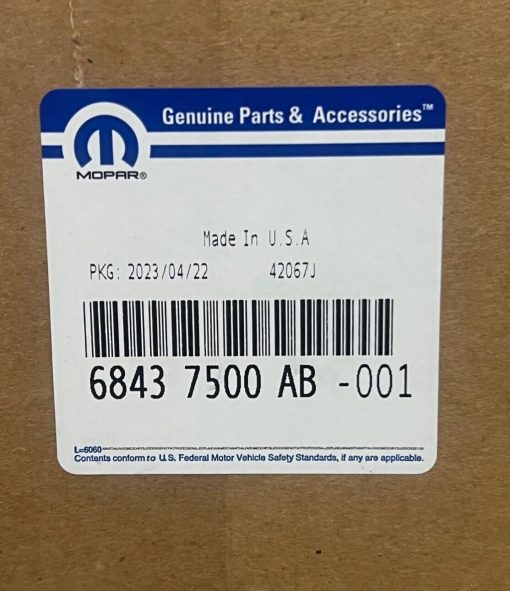 Genuine Parts & Accessories™
MOPAR®
Made In U.S.A
PKG: 2023/04/22 42067J
6843 7500 AB -001
L=6060
Contents conform to U.S. Federal Motor Vehicle Safety Standards, if any are applicable.